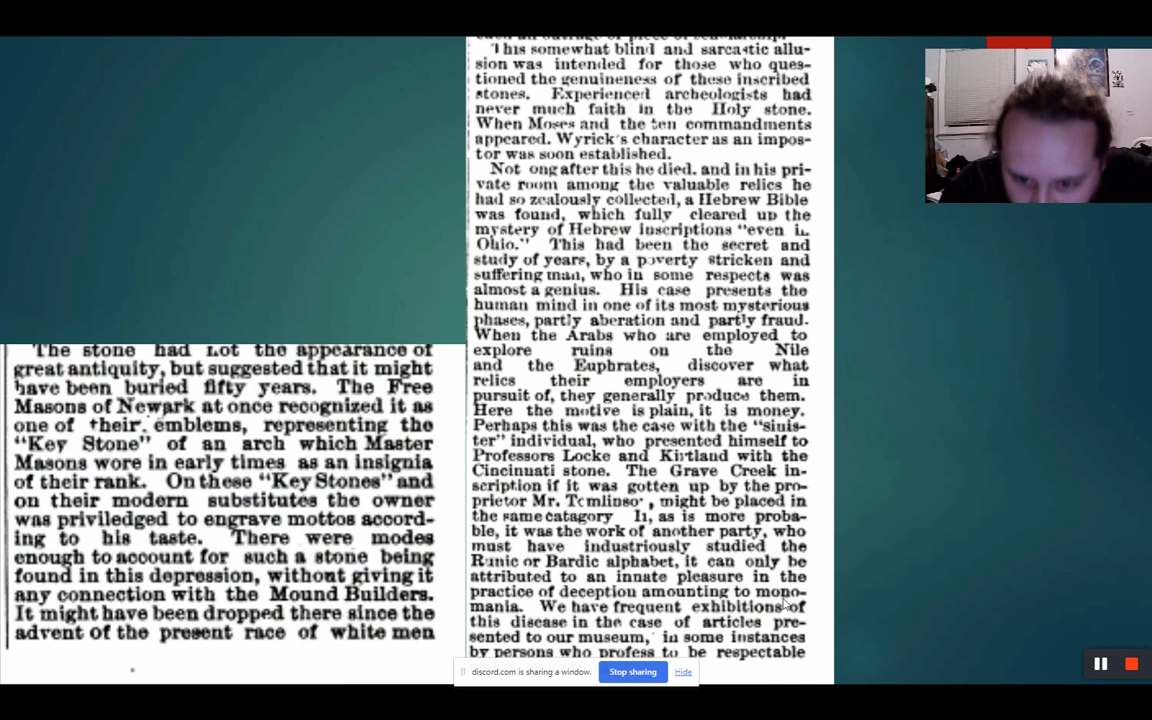 The stone had not the appearance of
great antiquity, but suggested that it might
have been buried fifty years. The Free
Masons of Newark at once recognized it as
one of their emblems, representing the
"Key Stone" of an arch which Master
Masons wore in early times as an insignia
of their rank. On these "Key Stones" and
on their modern substitutes the owner
was priviledged to engrave mottos accord-
ing to his taste. There were modes
enough to account for such a stone being
found in this depression, without giving it
any connection with the Mound Builders.
It might have been dropped there since the
advent of the present race of white men
This somewhat blind and sarcastic allu-
sion was intended for those who ques-
tioned the genuineness of these inscribed
stones. Experienced archeologists had
never much faith in the Holy stone.
When Moses and the ten commandments
appeared, Wyrick's character as an impos-
tor was soon established.
Not ong after this he died, and in his pri-
vate room among the valuable relics he
had so zealously collected, a Hebrew Bible
was found, which fully cleared up the
mystery of Hebrew inscriptions "even in
Ohio." This had been the secret and
study of years, by a poverty stricken and
suffering man, who in some respects was
almost a genius. His case presents the
human mind in one of its most mysterious
phases, partly aberation and partly fraud.
When the Arabs who are employed to
explore ruins on the Nile
and the Euphrates, discover what
relics their employers are in
pursuit of, they generally produce them.
Here the motive is plain, it is money.
Perhaps this was the case with the "sinis-
ter" individual, who presented himself to
Professors Locke and Kirtland with the
Cincinnati stone. The Grave Creek in-
scription if it was gotten up by the pro-
prietor Mr. Tomlinson, might be placed in
the same catagory If, as is more proba-
ble, it was the work of another party, who
must have industriously studied the
Runic or Bardic alphabet, it can only be
attributed to an innate pleasure in the
practice of deception amounting to mono-
mania. We have frequent exhibitions of
this disease in the case of articles pre-
sented to our museum, in some instances
by persons who profess to be respectable
discord.com is sharing a window. Stop sharing Hide